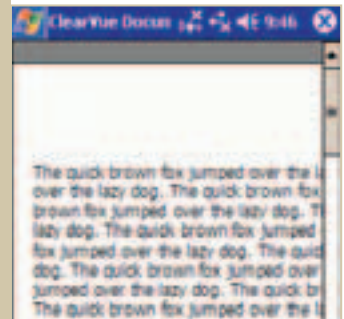 ClearVue Docum 9:46
The quick brown fox jumped over the l
over the lazy dog. The quick brown fox
brown fox jumped over the lazy dog. T
lazy dog. The quick brown fox jumped
fox jumped over the lazy dog. The quic
dog. The quick brown fox jumped over
jumped over the lazy dog. The quick br
The quick brown fox jumped over the l